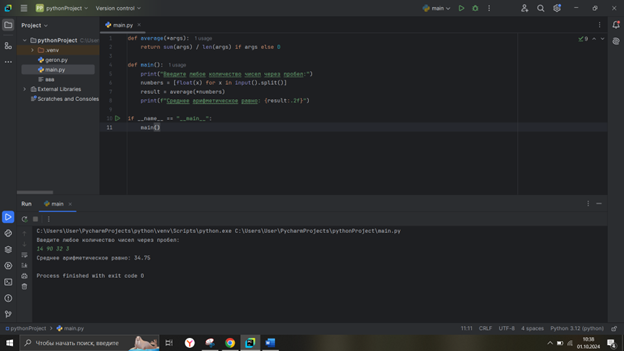 pythonProject
Version control
main
Project
main.py
pythonProject C:\Users\User
.venv
geron.py
main.py
External Libraries
Scratches and Consoles
1 def average(*args): 1 usage
2 return sum(args) / len(args) if args else 0
3
4 def main(): 1 usage
5 print("Введите любое количество чисел через пробел:")
6 numbers = [float(x) for x in input().split()]
7 result = average(*numbers)
8 print(f"Среднее арифметическое равно: {result:.2f}")
9
10 if __name__ == "__main__":
11 main()
9
Run
main
C:\Users\User\PycharmProjects\python\venv\Scripts\python.exe C:\Users\User\PycharmProjects\pythonProject\main.py
Введите любое количество чисел через пробел:
14 90 32 3
Среднее арифметическое равно: 34.75
Process finished with exit code 0
pythonProject > main.py
11:11 CRLF UTF-8 4 spaces Python 3.12 (python)
Чтобы начать поиск, введите
10:38
01.10.2024